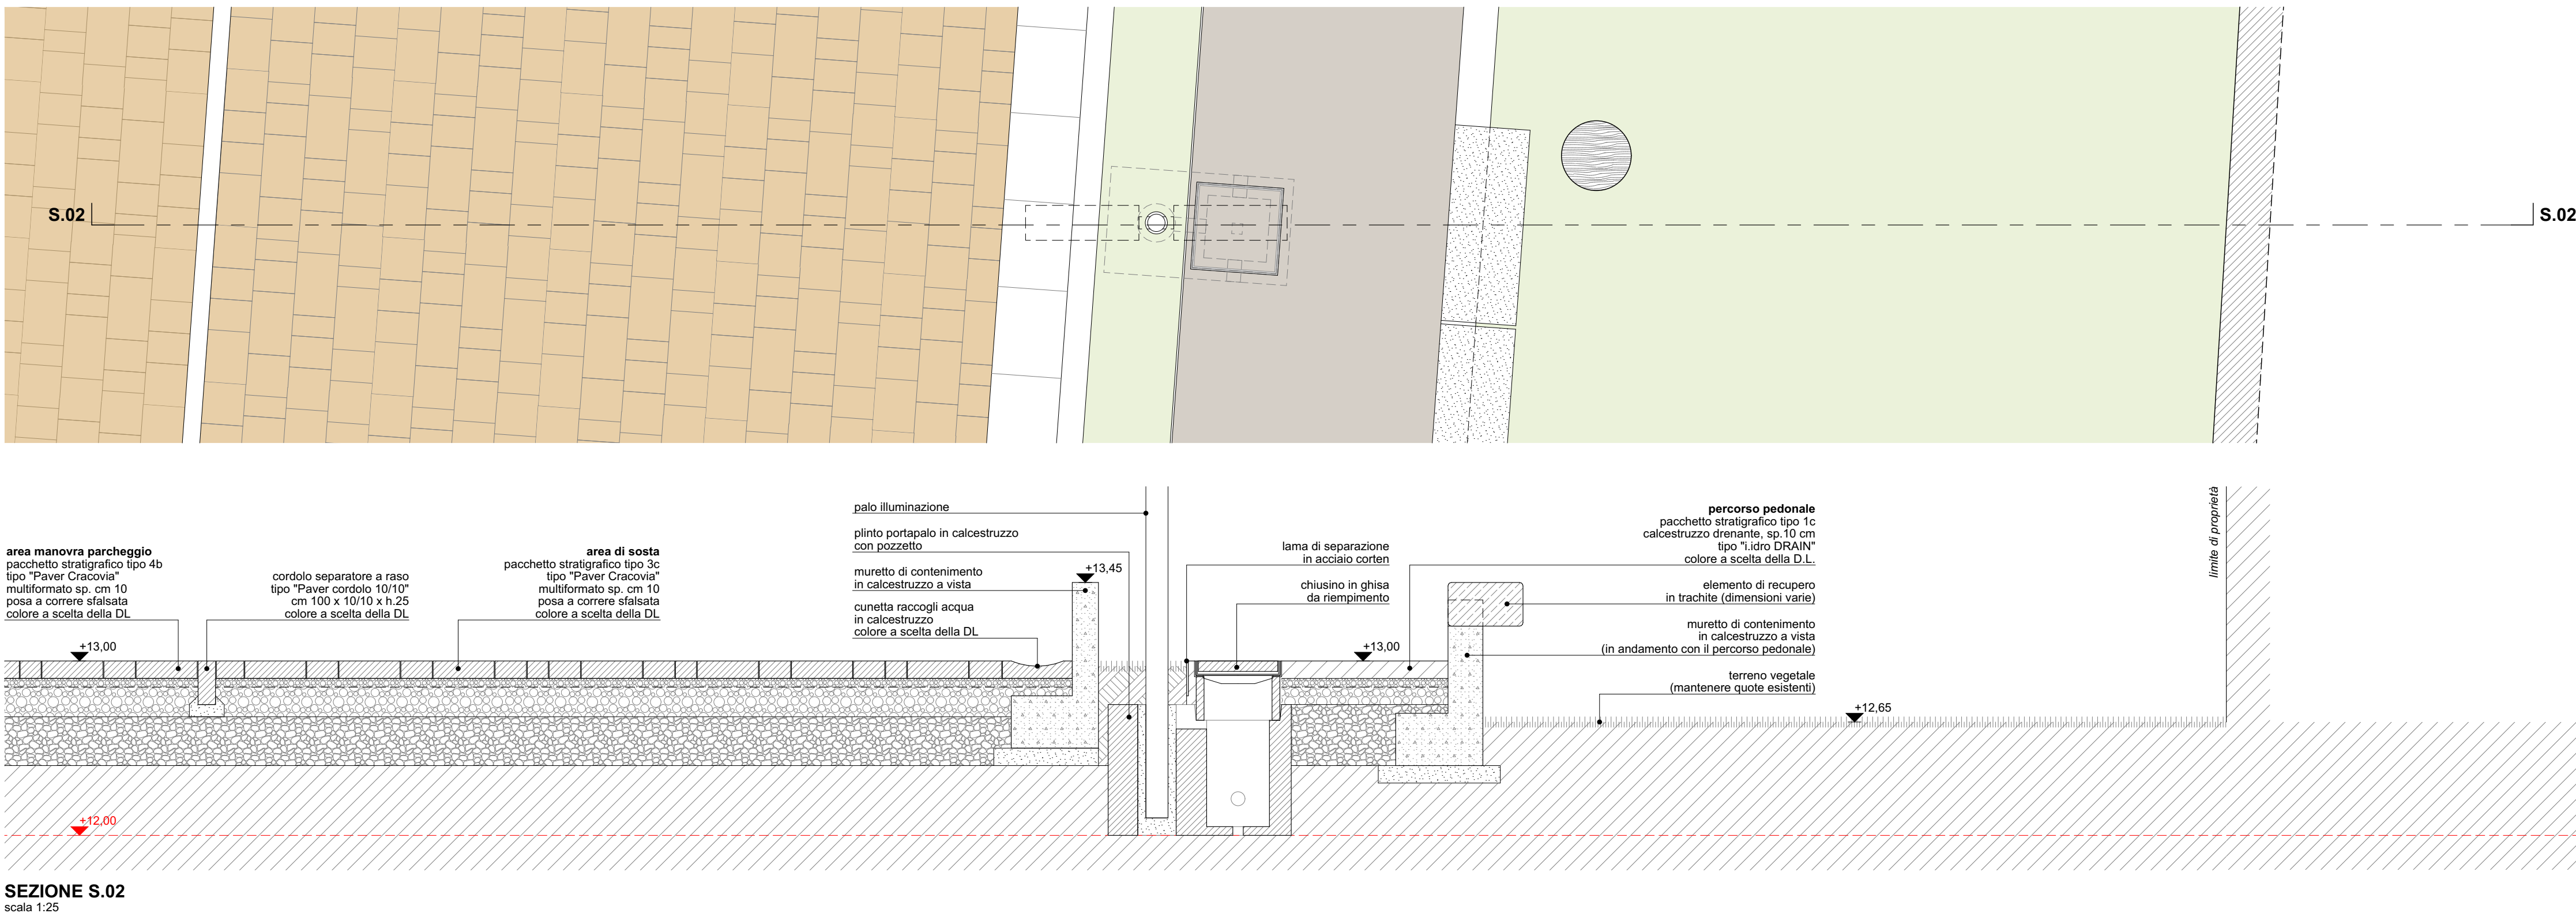 S.02
S.02
area manovra parcheggio
pacchetto stratigrafico tipo 4b
tipo "Paver Cracovia"
multiformato sp. cm 10
posa a correre sfalsata
colore a scelta della DL
cordolo separatore a raso
tipo "Paver cordolo 10/10"
cm 100 x 10/10 x h.25
colore a scelta della DL
area di sosta
pacchetto stratigrafico tipo 3c
tipo "Paver Cracovia"
multiformato sp. cm 10
posa a correre sfalsata
colore a scelta della DL
palo illuminazione
plinto portapalo in calcestruzzo
con pozzetto
muretto di contenimento
in calcestruzzo a vista
cunetta raccogli acqua
in calcestruzzo
colore a scelta della DL
+13,45
lama di separazione
in acciaio corten
chiusino in ghisa
da riempimento
percorso pedonale
pacchetto stratigrafico tipo 1c
calcestruzzo drenante, sp.10 cm
tipo "i.idro DRAIN"
colore a scelta della D.L.
elemento di recupero
in trachite (dimensioni varie)
muretto di contenimento
in calcestruzzo a vista
(in andamento con il percorso pedonale)
terreno vegetale
(mantenere quote esistenti)
limite di proprietà
+13,00
+13,00
+12,65
+12,00
SEZIONE S.02
scala 1:25